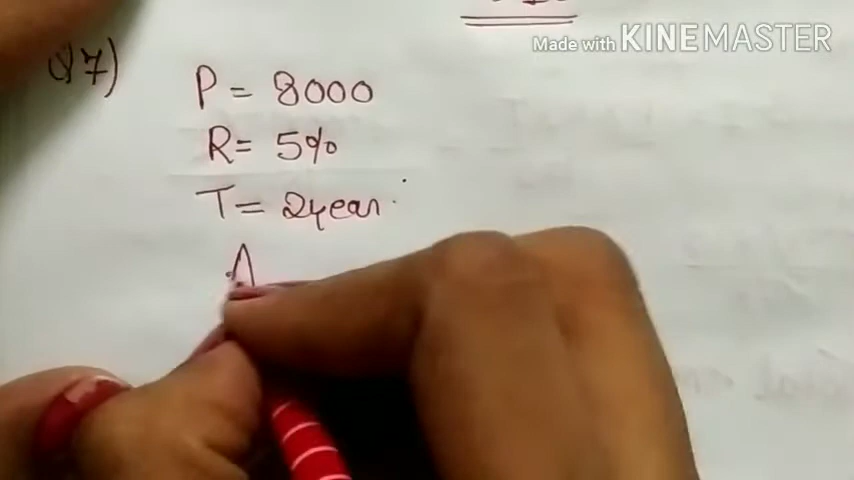 Made with KINEMASTER
Q7)
P = 8000
R = 5%
T = 2year.
A